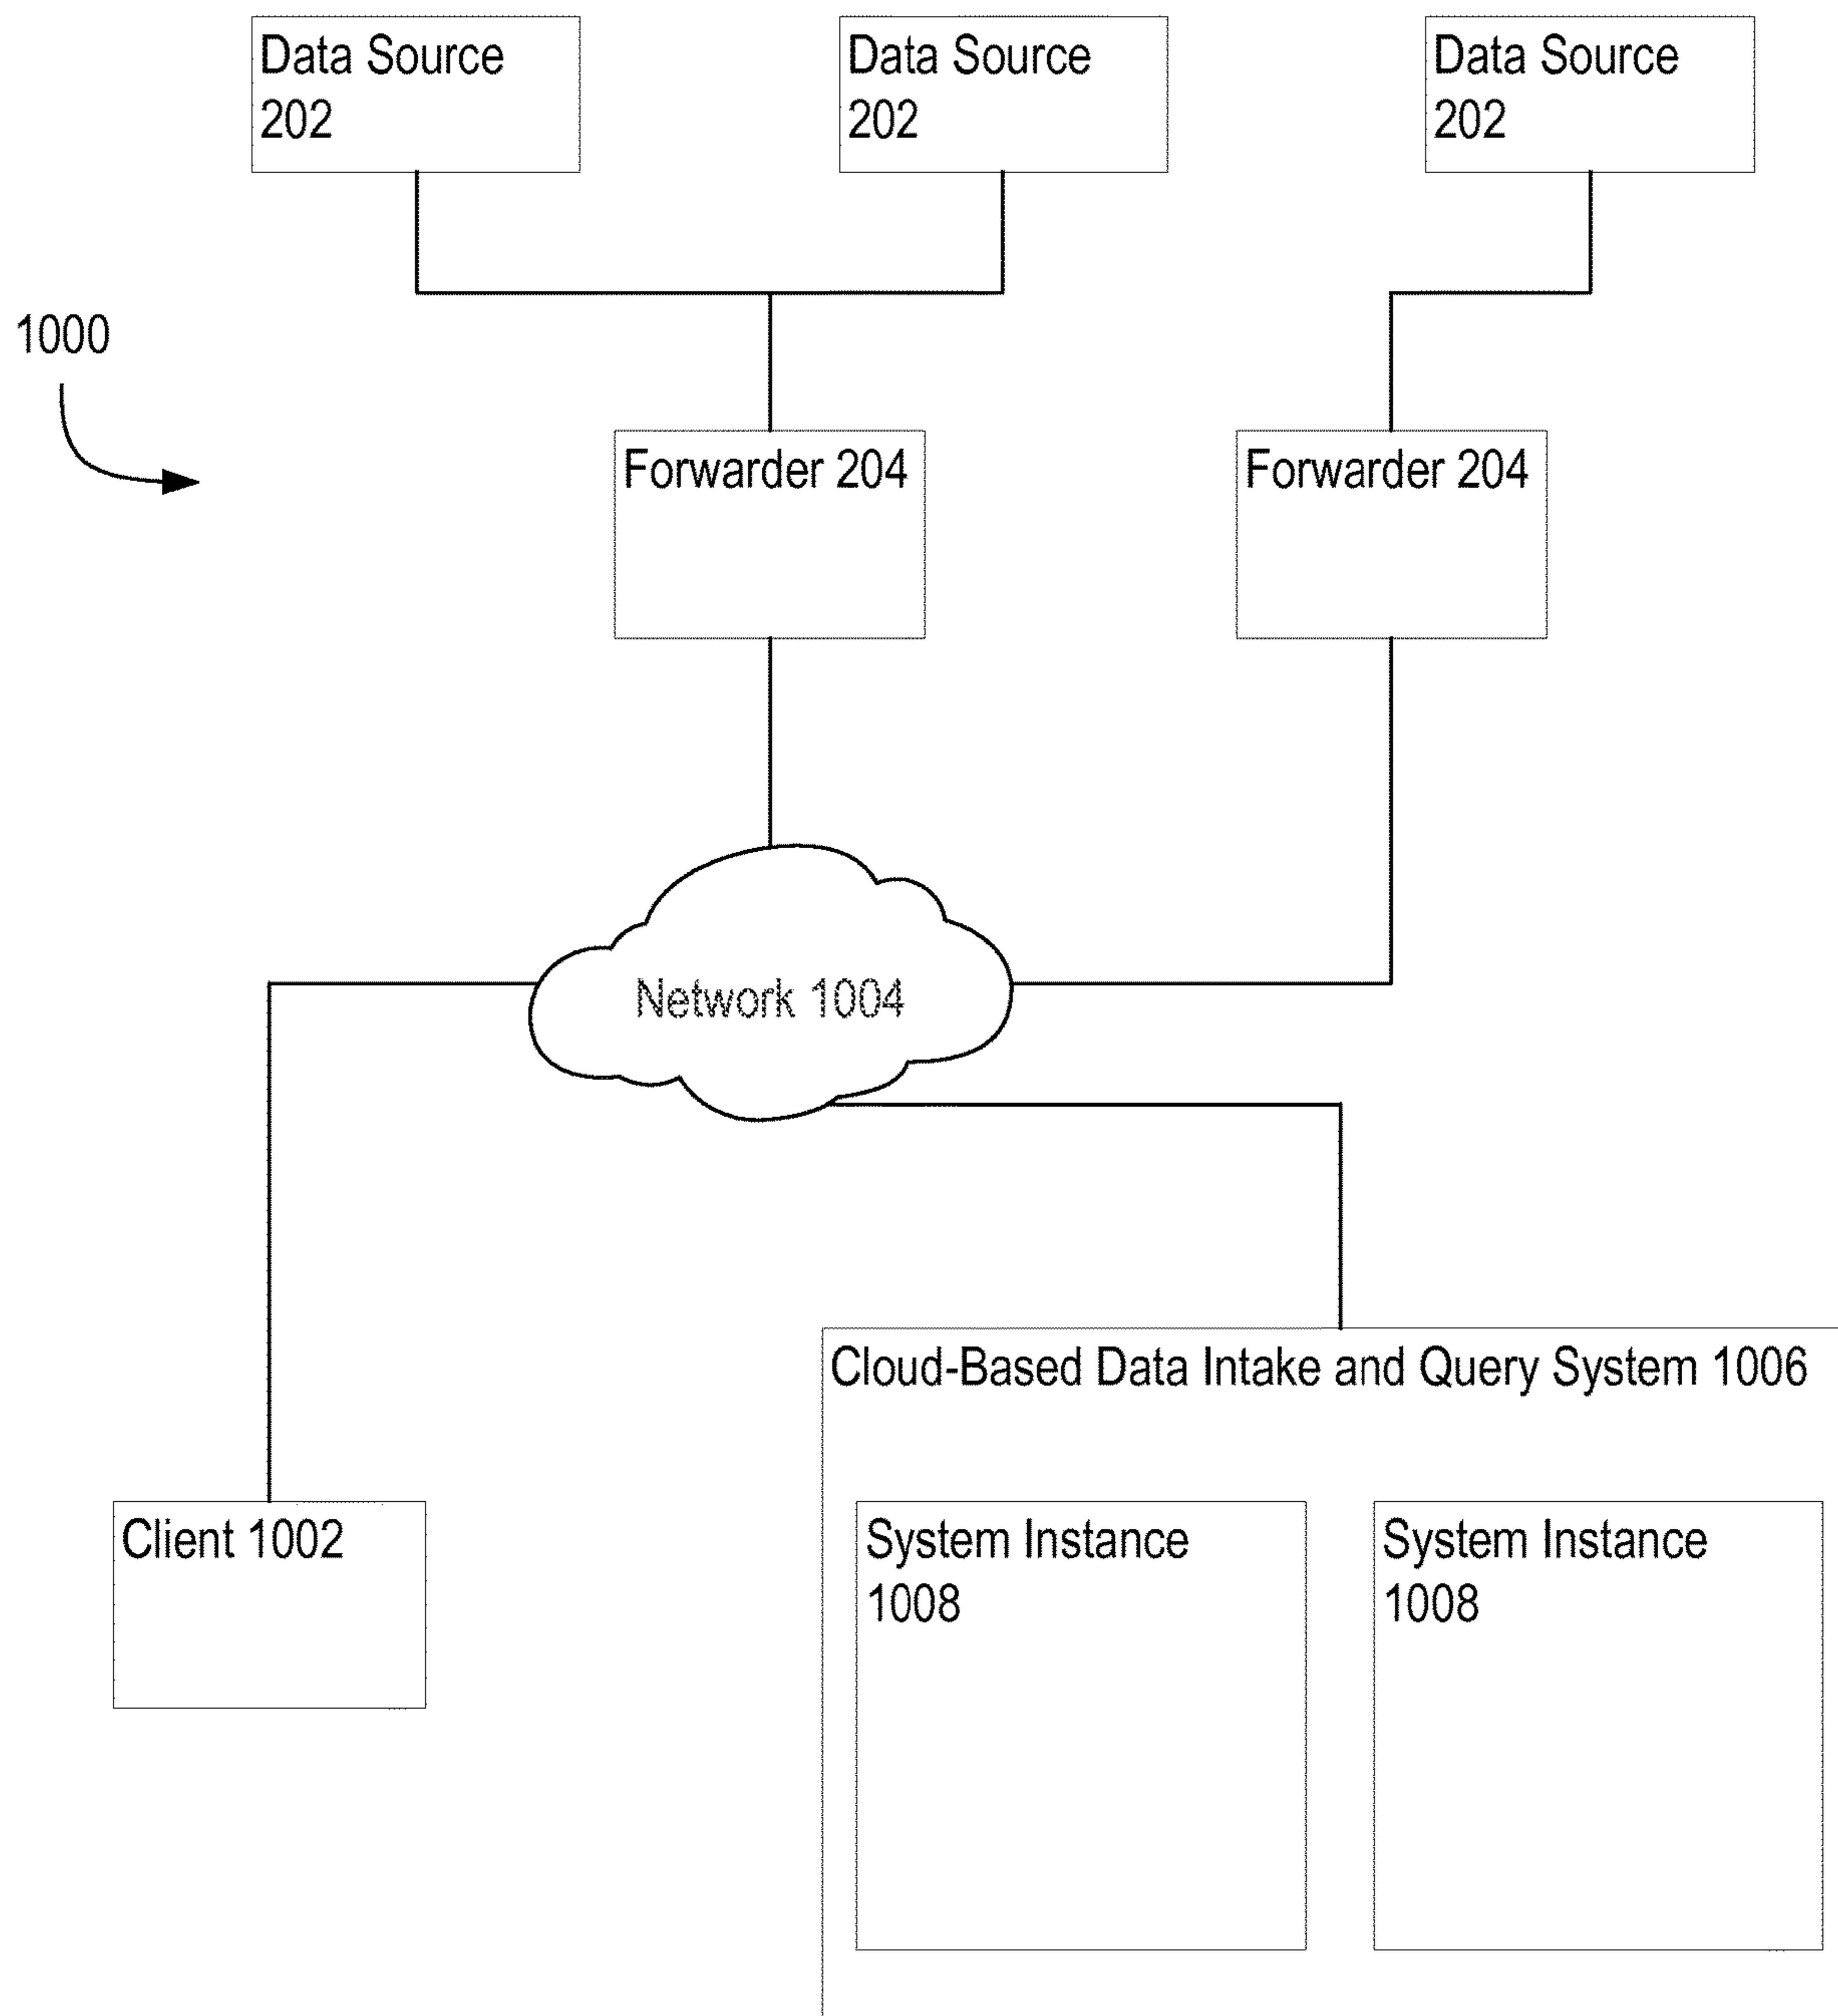 Data Source
202
Data Source
202
Data Source
202
1000
Forwarder 204
Forwarder 204
Network 1004
Cloud-Based Data Intake and Query System 1006
Client 1002
System Instance
1008
System Instance
1008